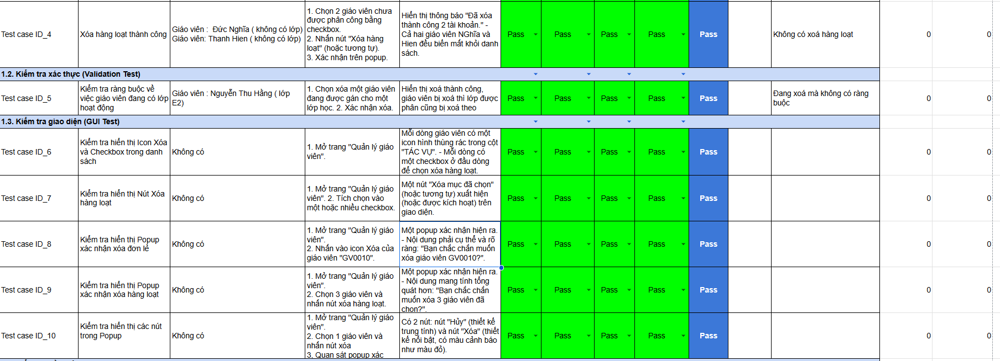 Test case ID_4
Xóa hàng loạt thành công
Giáo viên :  Đức Nghĩa ( không có lớp)
Giáo viên: Thanh Hien ( không có lớp)
1. Chọn 2 giáo viên chưa
được phân công bằng
checkbox.
2. Nhấn nút "Xóa hàng
loạt" (hoặc tương tự).
3. Xác nhận trên popup.
Hiển thị thông báo "Đã xóa
thành công 2 tài khoản." -
Cả hai giáo viên NGhĩa và
Hien đều biến mất khỏi danh
sách.
Pass
Pass
Pass
Pass
Pass
Không có xoá hàng loạt
0
0
1.2. Kiểm tra xác thực (Validation Test)
Test case ID_5
Kiểm tra ràng buộc về
việc giáo viên đang có lớp
hoạt động
Giáo viên : Nguyễn Thu Hằng ( lớp
E2)
1. Chọn xóa một giáo viên
đang được gán cho một
lớp học. 2. Xác nhận xóa.
Hiển thị xoá thành công,
giáo viên bị xoá thì lớp được
phân cũng bị xoá theo
Pass
Pass
Pass
Pass
Pass
Đang xoá mà không có ràng
buộc
0
0
1.3. Kiểm tra giao diện (GUI Test)
Test case ID_6
Kiểm tra hiển thị Icon Xóa
và Checkbox trong danh
sách
Không có
1. Mở trang "Quản lý giáo
viên".
Mỗi dòng giáo viên có một
icon hình thùng rác trong cột
"TÁC VỤ". - Mỗi dòng có
một checkbox ở đầu dòng
để chọn xóa hàng loạt.
Pass
Pass
Pass
Pass
Pass
0
0
Test case ID_7
Kiểm tra hiển thị Nút Xóa
hàng loạt
Không có
1. Mở trang "Quản lý giáo
viên". 2. Tích chọn vào
một hoặc nhiều checkbox.
Một nút "Xóa mục đã chọn"
(hoặc tương tự) xuất hiện
(hoặc được kích hoạt) trên
giao diện.
Pass
Pass
Pass
Pass
Pass
0
0
Test case ID_8
Kiểm tra hiển thị Popup
xác nhận xóa đơn lẻ
Không có
1. Mở trang "Quản lý giáo
viên".
2. Nhấn vào icon Xóa của
giáo viên "GV0010".
Một popup xác nhận hiện ra.
- Nội dung phải cụ thể và rõ
ràng: "Bạn chắc chắn muốn
xóa giáo viên GV0010?".
Pass
Pass
Pass
Pass
Pass
0
0
Test case ID_9
Kiểm tra hiển thị Popup
xác nhận xóa hàng loạt
Không có
1. Mở trang "Quản lý giáo
viên".
2. Chọn 3 giáo viên và
nhấn nút xóa hàng loạt.
Một popup xác nhận hiện ra.
- Nội dung mang tính tổng
quát hơn: "Bạn chắc chắn
muốn xóa 3 giáo viên đã
chọn?".
Pass
Pass
Pass
Pass
Pass
0
0
Test case ID_10
Kiểm tra hiển thị các nút
trong Popup
Không có
1. Mở trang "Quản lý giáo
viên".
2. Chọn 1 giáo viên và
nhấn nút xóa
3. Quan sát popup xác
Có 2 nút: nút "Hủy" (thiết kế
trung tính) và nút "Xóa" (thiết
kế nổi bật, có màu cảnh báo
như màu đỏ).
Pass
Pass
Pass
Pass
Pass
0
0